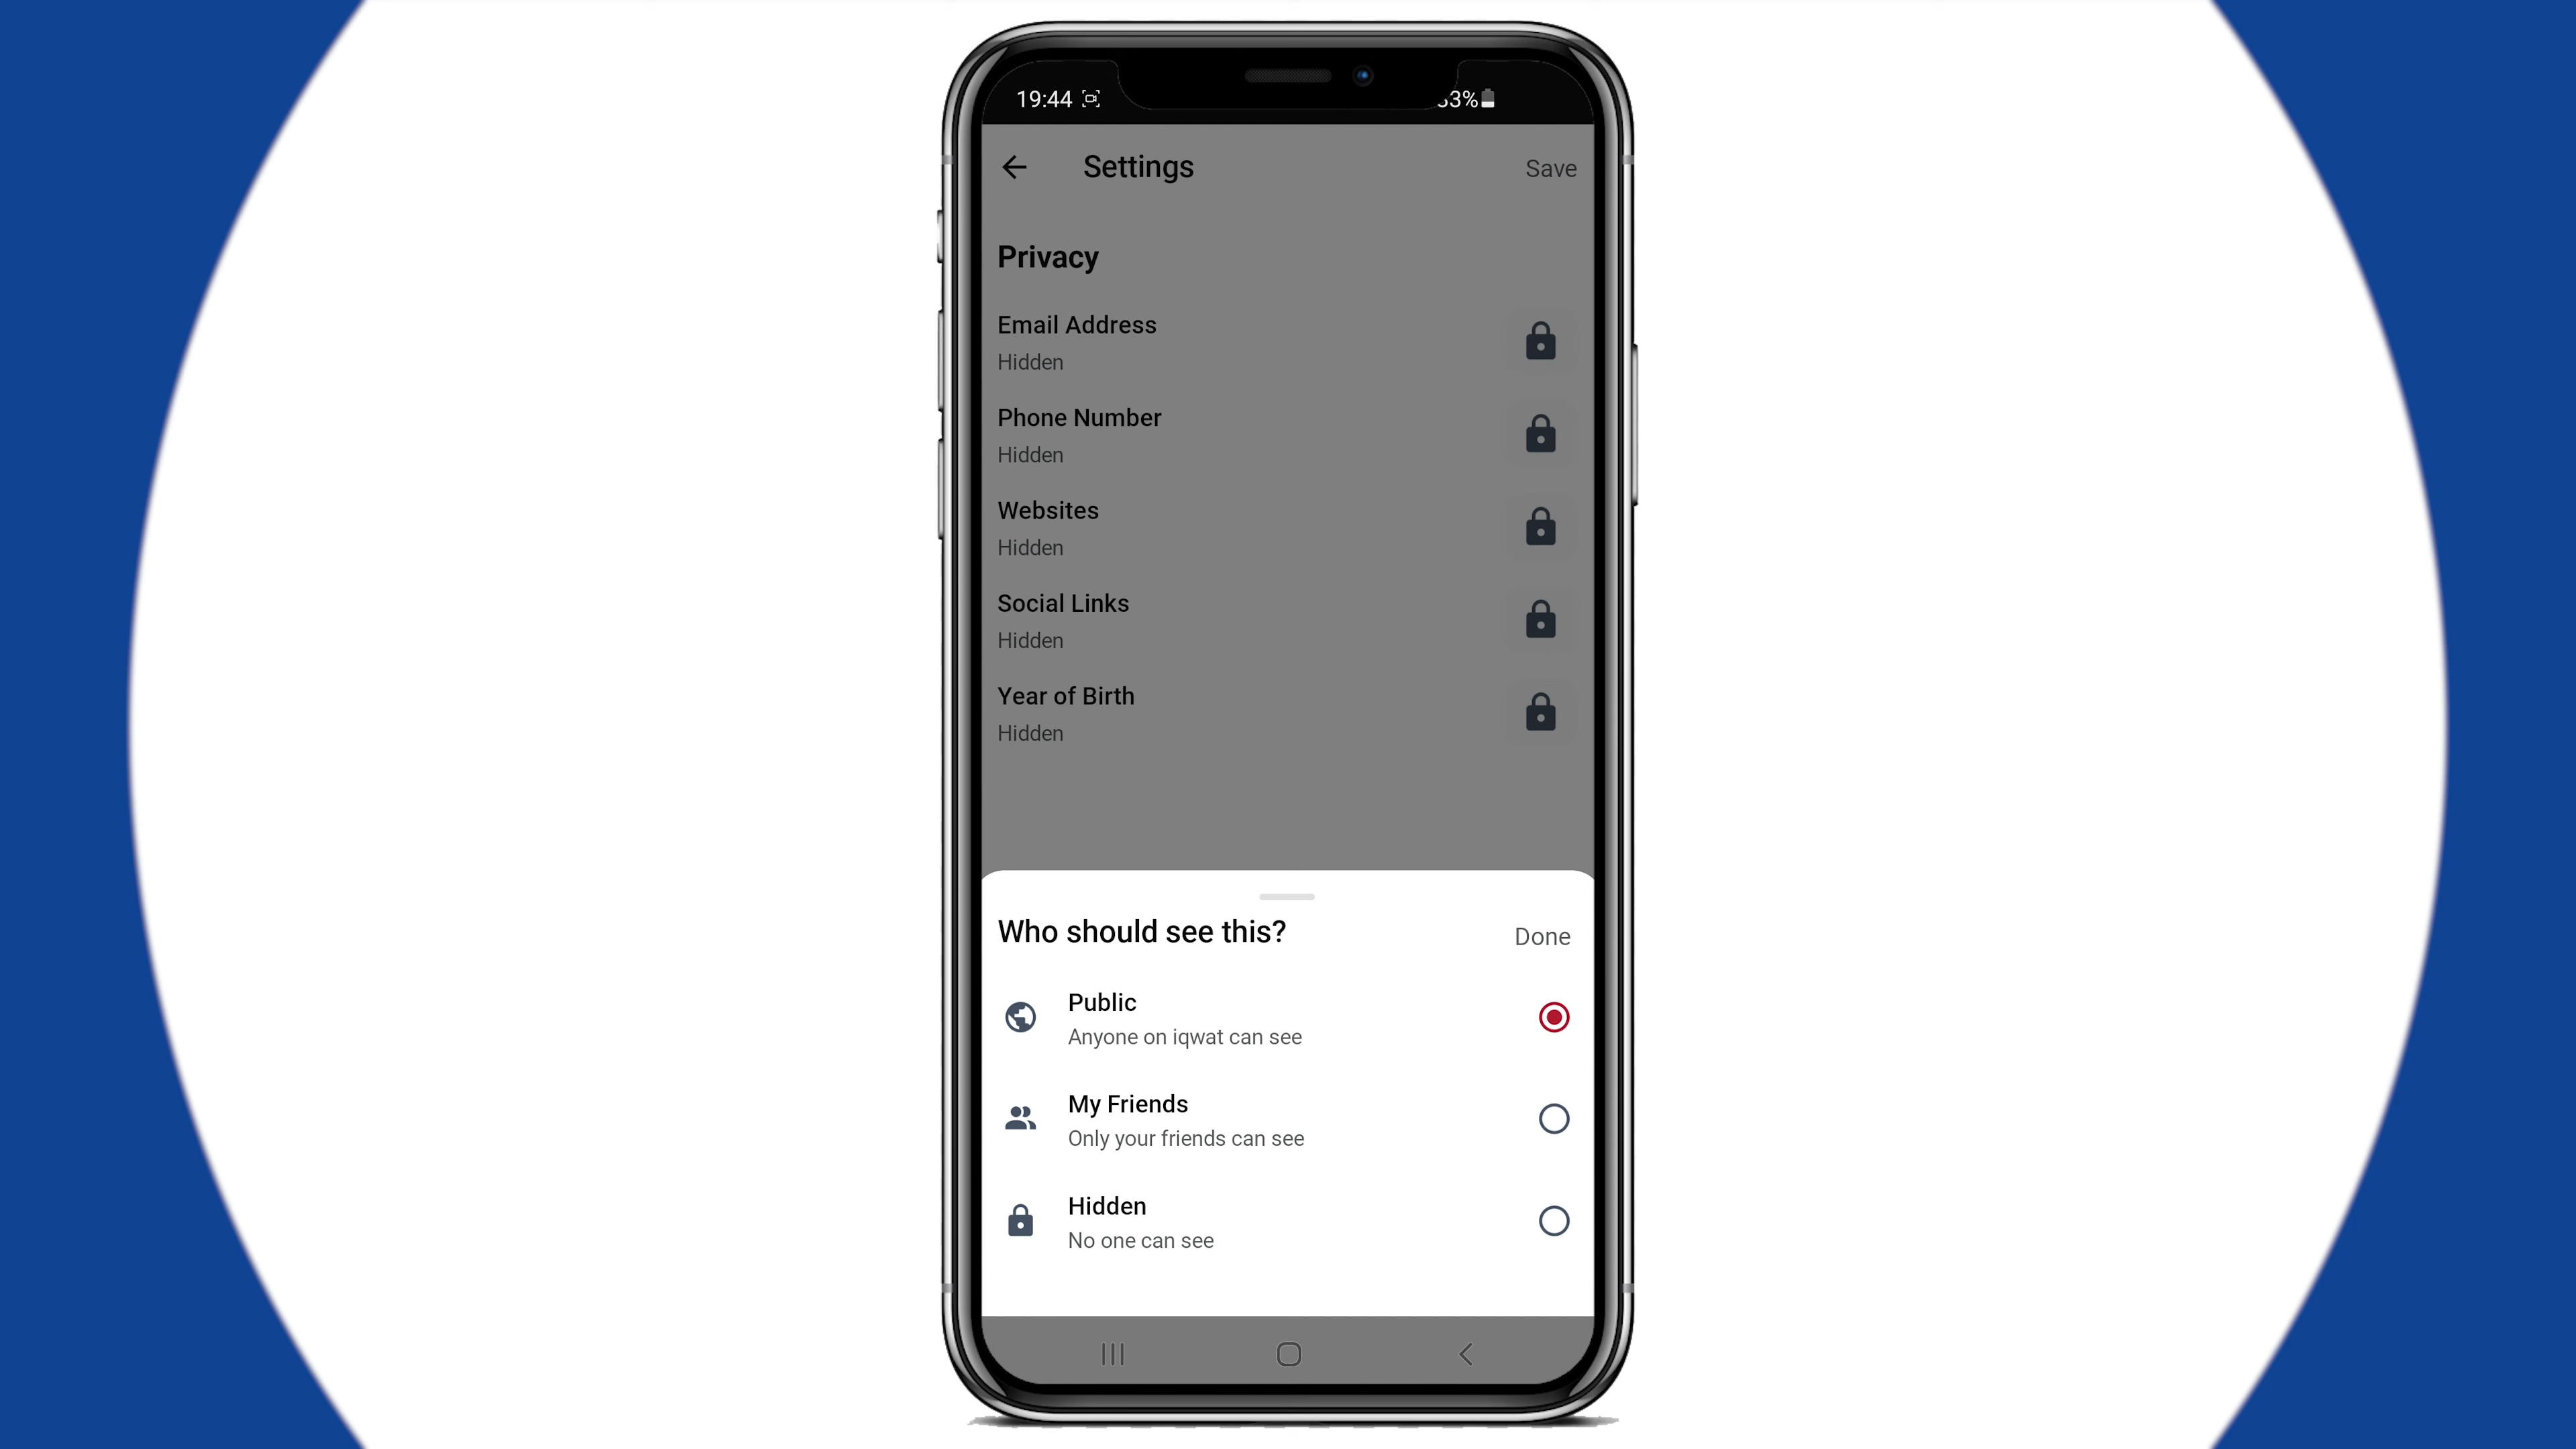 19:44
Settings
Save
Privacy
Email Address
Hidden
Phone Number
Hidden
Websites
Hidden
Social Links
Hidden
Year of Birth
Hidden
Who should see this?
Done
Public
Anyone on iqwat can see
My Friends
Only your friends can see
Hidden
No one can see